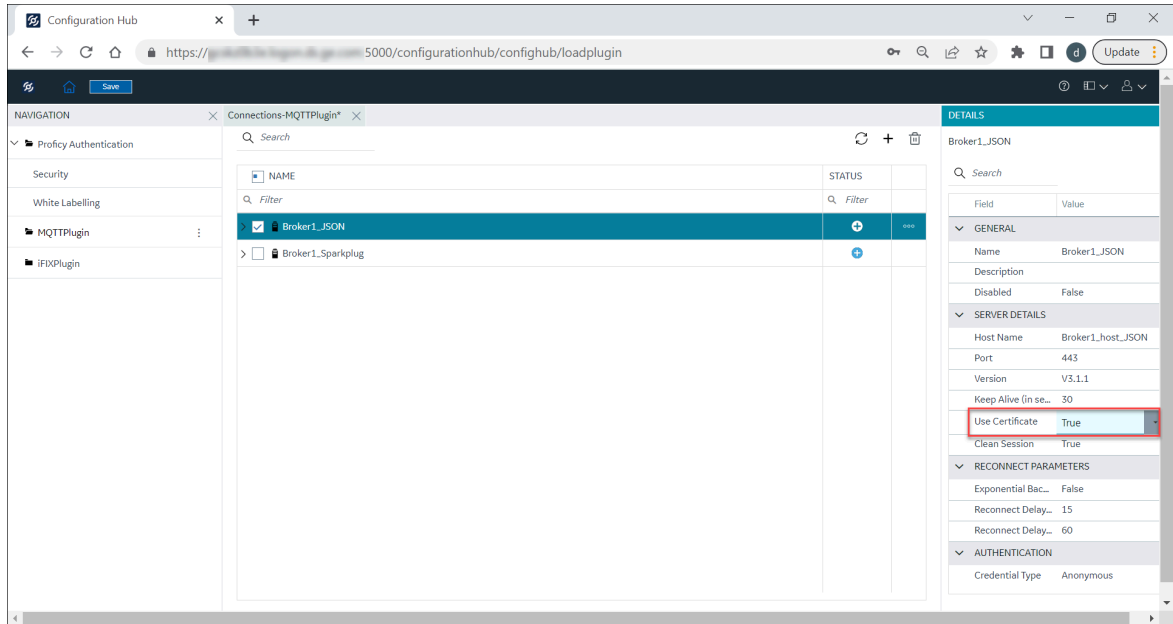 Configuration Hub
https:// 5000/configurationhub/confighub/loadplugin
d
Update
Save
NAVIGATION
Connections-MQTTPlugin*
DETAILS
Proficy Authentication
Security
White Labelling
MQTTPlugin
iFIXPlugin
Search
NAME
STATUS
Filter
Filter
Broker1_JSON
Broker1_Sparkplug
Broker1_JSON
Search
Field Value
GENERAL
Name Broker1_JSON
Description
Disabled False
SERVER DETAILS
Host Name Broker1_host_JSON
Port 443
Version V3.1.1
Keep Alive (in se... 30
Use Certificate True
Clean Session True
RECONNECT PARAMETERS
Exponential Bac... False
Reconnect Delay... 15
Reconnect Delay... 60
AUTHENTICATION
Credential Type Anonymous